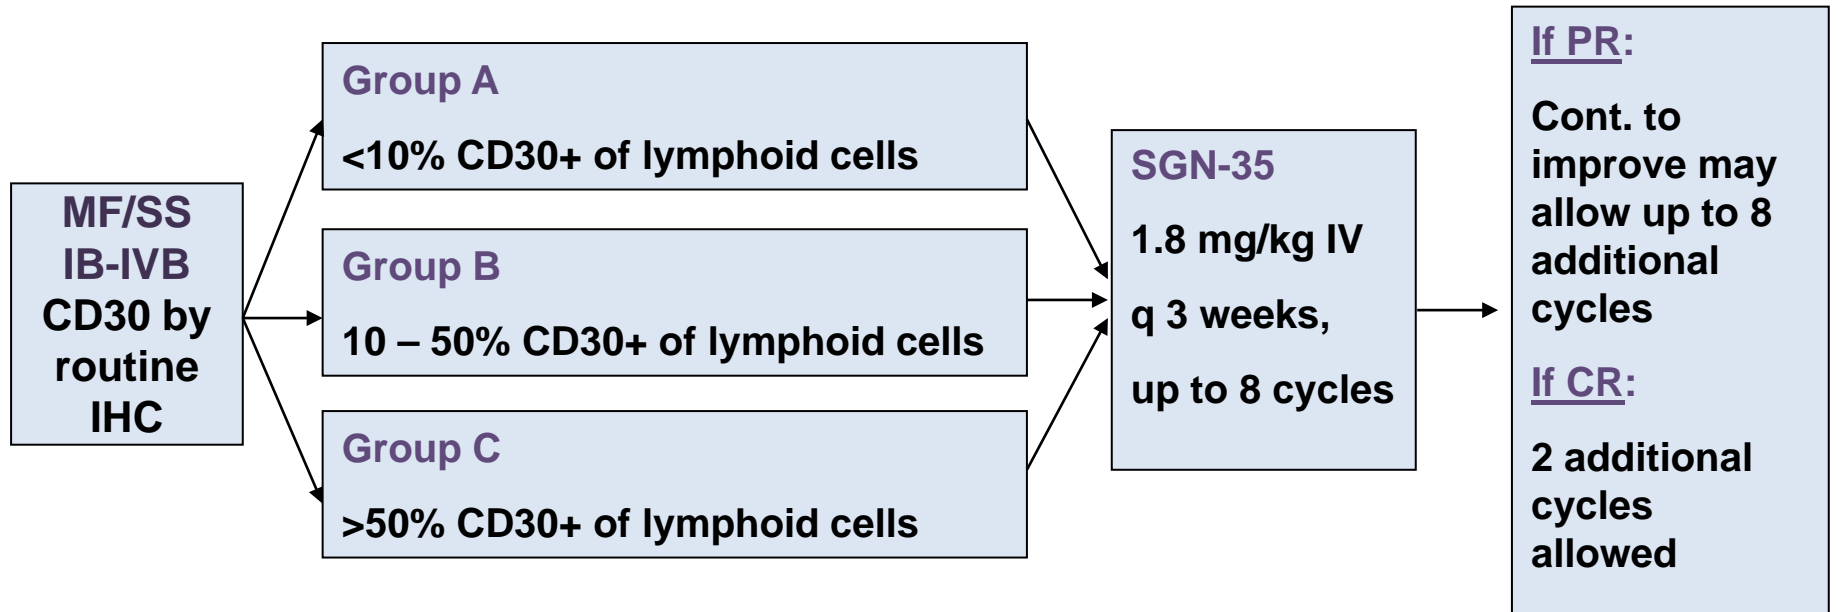 MF/SS
IB-IVB
CD30 by
routine
IHC
Group A
<10% CD30+ of lymphoid cells
Group B
10 – 50% CD30+ of lymphoid cells
Group C
>50% CD30+ of lymphoid cells
SGN-35
1.8 mg/kg IV
q 3 weeks,
up to 8 cycles
If PR:
Cont. to
improve may
allow up to 8
additional
cycles
If CR:
2 additional
cycles
allowed